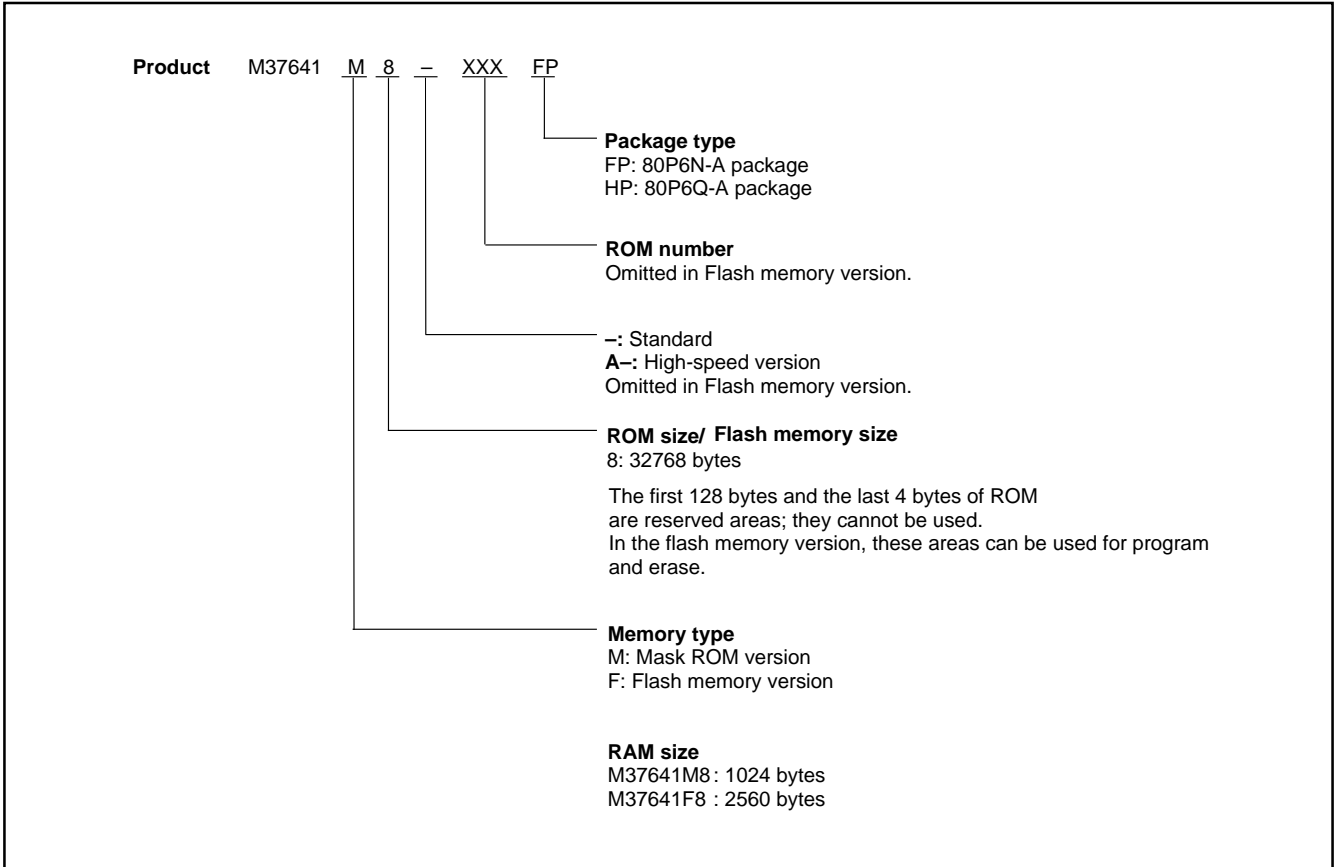 Product M37641 M 8 – XXX FP
Package type
FP: 80P6N-A package
HP: 80P6Q-A package
ROM number
Omitted in Flash memory version.
–: Standard
A–: High-speed version
Omitted in Flash memory version.
ROM size/ Flash memory size
8: 32768 bytes
The first 128 bytes and the last 4 bytes of ROM
are reserved areas; they cannot be used.
In the flash memory version, these areas can be used for program
and erase.
Memory type
M: Mask ROM version
F: Flash memory version
RAM size
M37641M8 : 1024 bytes
M37641F8 : 2560 bytes